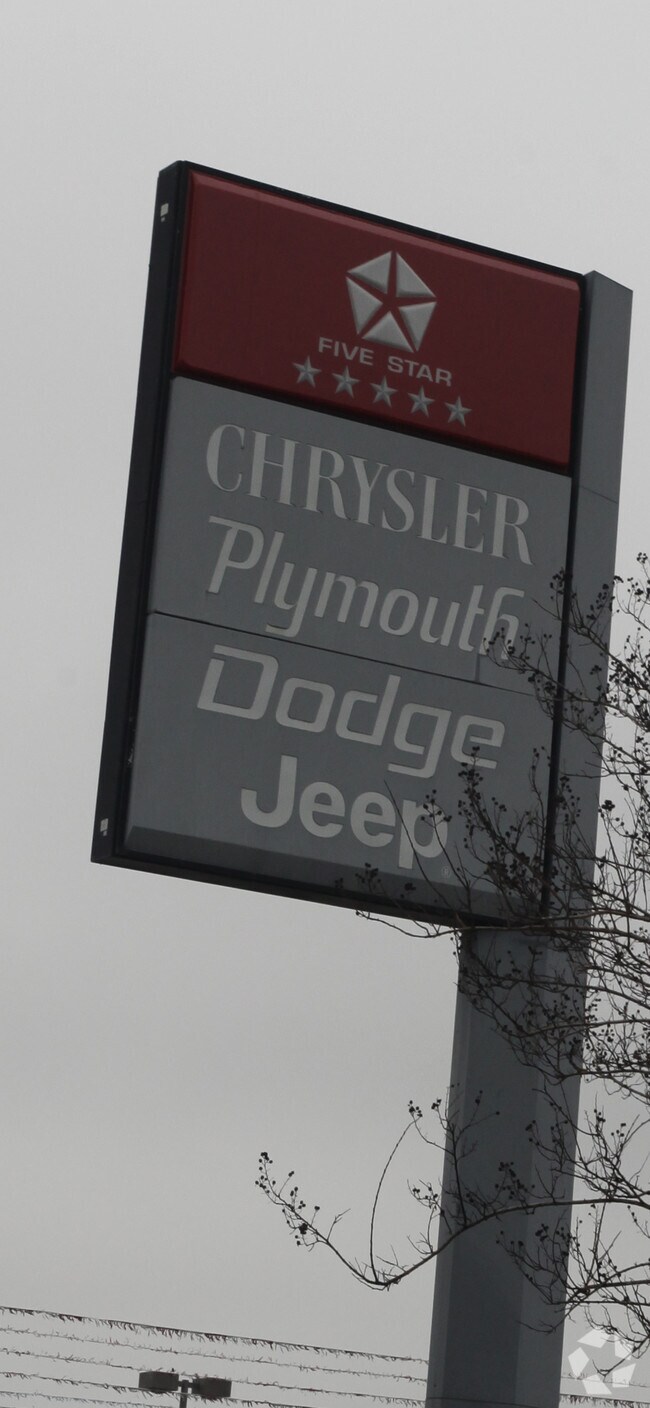 FIVE STAR
CHRYSLER
Plymouth
Dodge
Jeep